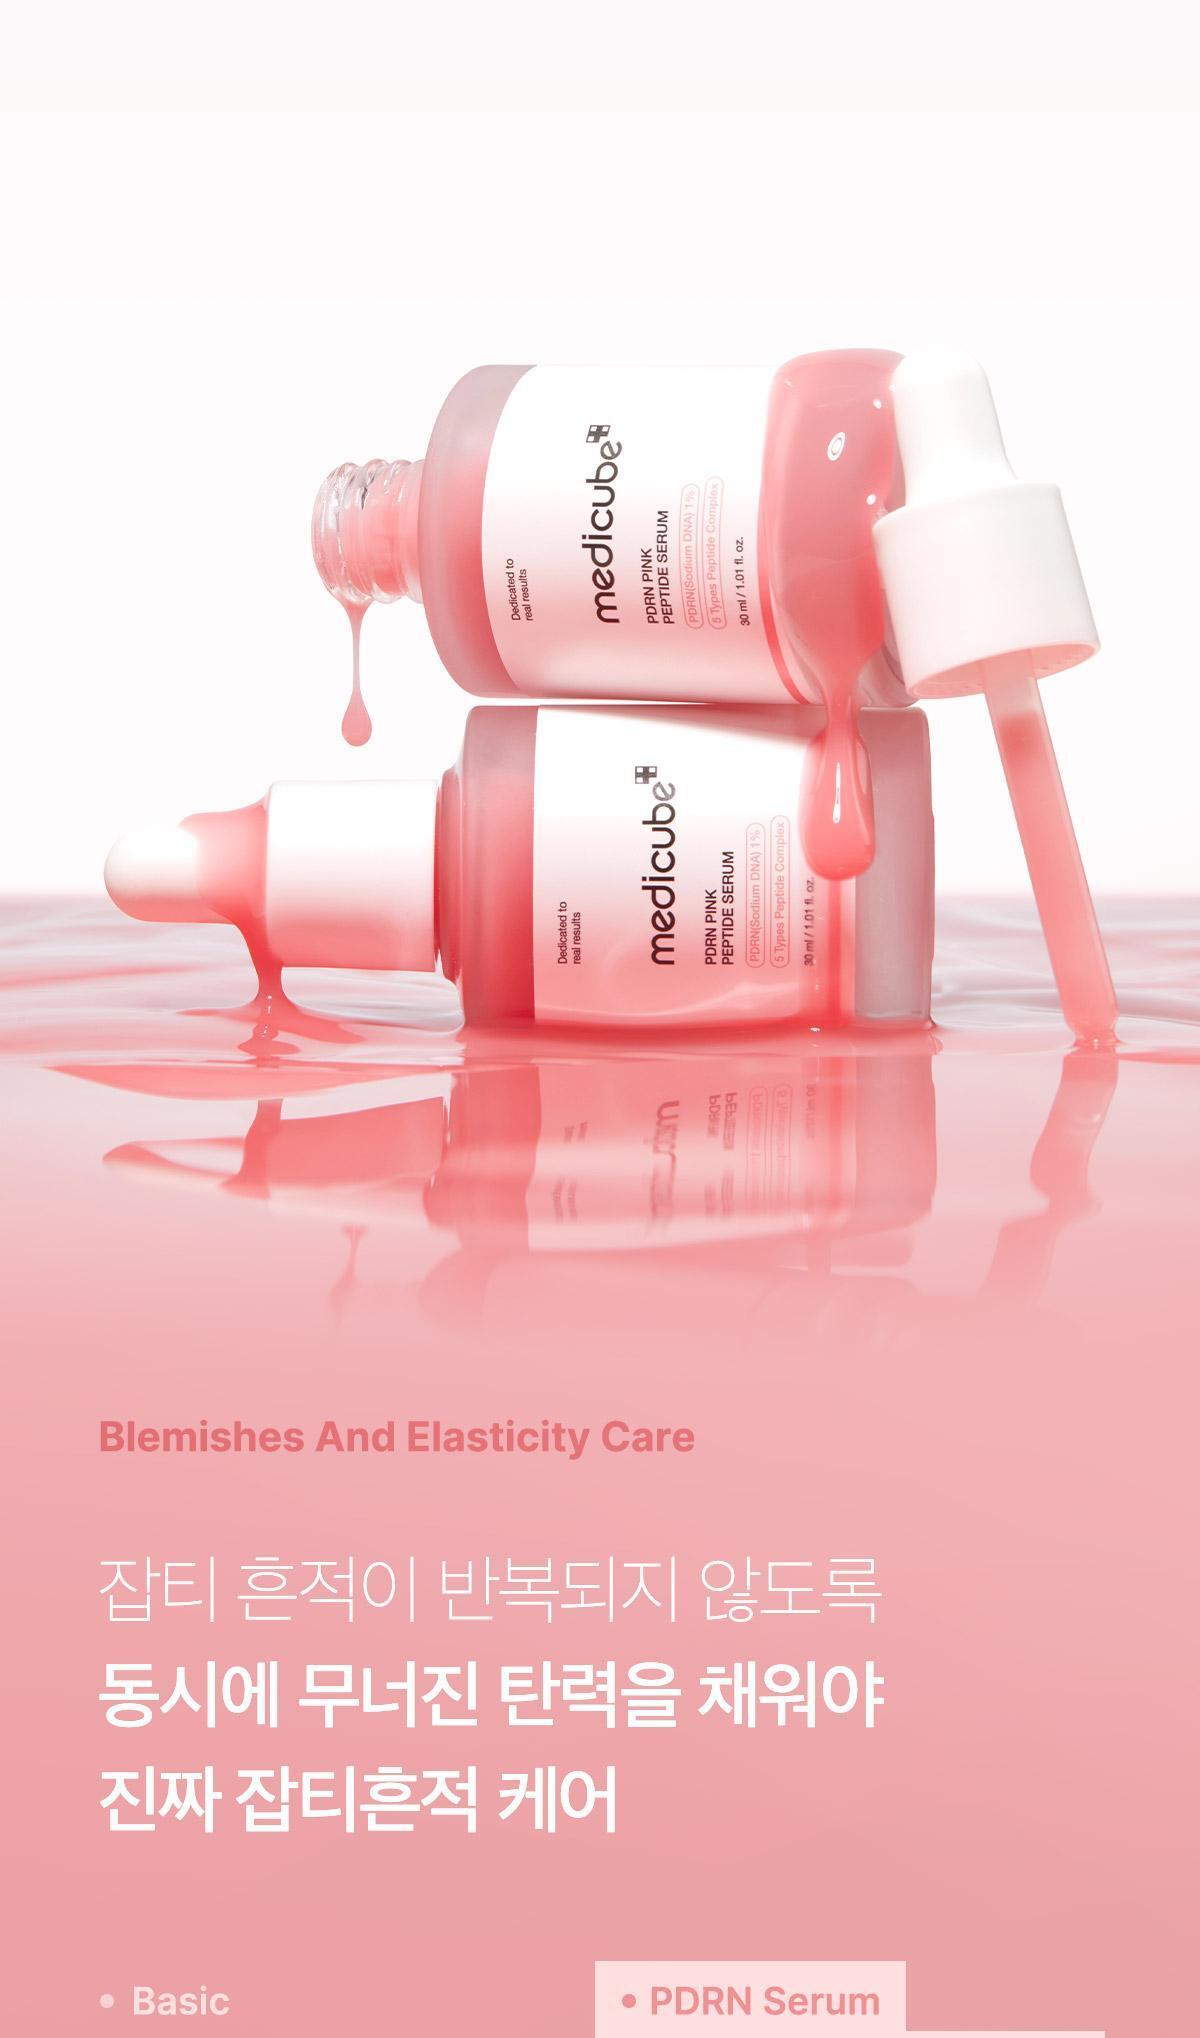 Dedicated to
real results
medicube
PDRN PINK
PEPTIDE SERUM
PDRN(Sodium DNA) 1%
5 Types Peptide Complex
30 ml / 1.01 fl. oz.
Dedicated to
real results
medicube
PDRN PINK
PEPTIDE SERUM
PDRN(Sodium DNA) 1%
5 Types Peptide Complex
30 ml / 1.01 fl. oz.
Blemishes And Elasticity Care
잡티 흔적이 반복되지 않도록
동시에 무너진 탄력을 채워야
진짜 잡티흔적 케어
• Basic
• PDRN Serum